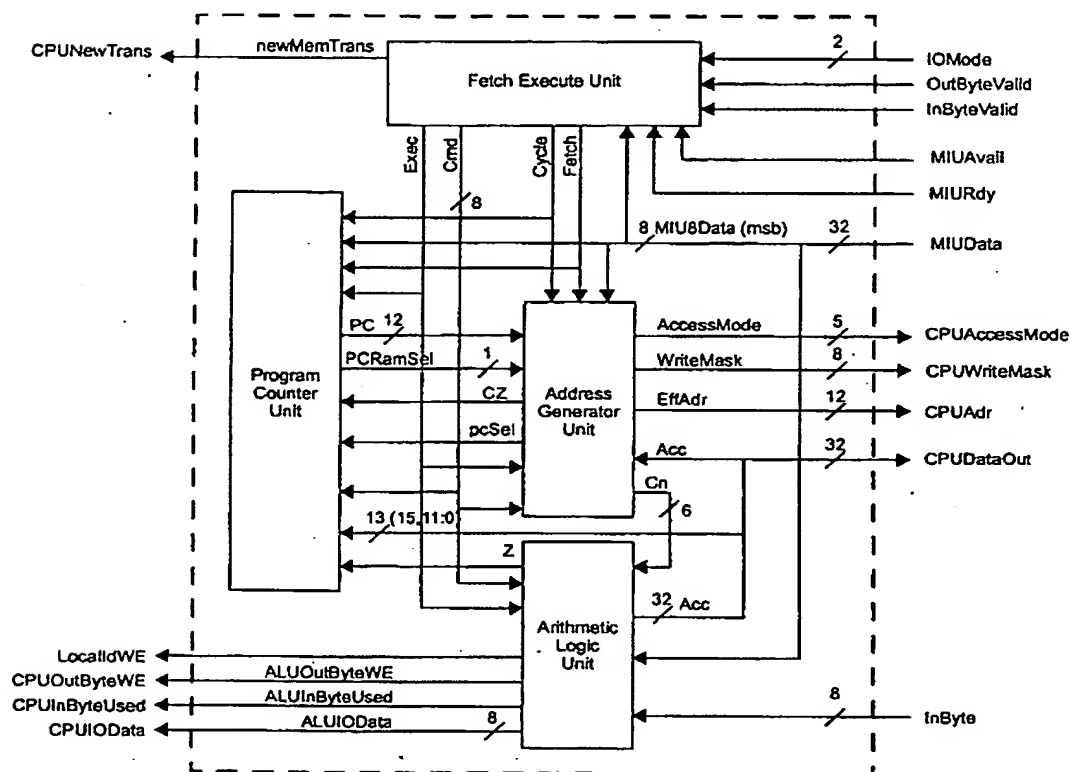 CPUNewTrans
newMemTrans
Fetch Execute Unit
2
IOMode
OutByteValid
InByteValid
Exec
Cmd
Cycle
Fetch
MIUAvail
MIURdy
8
8 MIU8Data (msb)
32
MIUData
PC 12
PCRamSel 1
CZ
pcSel
Program
Counter
Unit
Address
Generator
Unit
AccessMode 5
CPUAccessMode
WriteMask 8
CPUWriteMask
EffAdr 12
CPUAdr
Acc
32
CPUDataOut
Cn
6
13 (15,11:0)
Z
Arithmetic
Logic
Unit
32 Acc
LocalIdWE
CPUOutByteWE
ALUOutByteWE
CPUInByteUsed
ALUInByteUsed
CPUIOData
ALUIOData
8
8
InByte